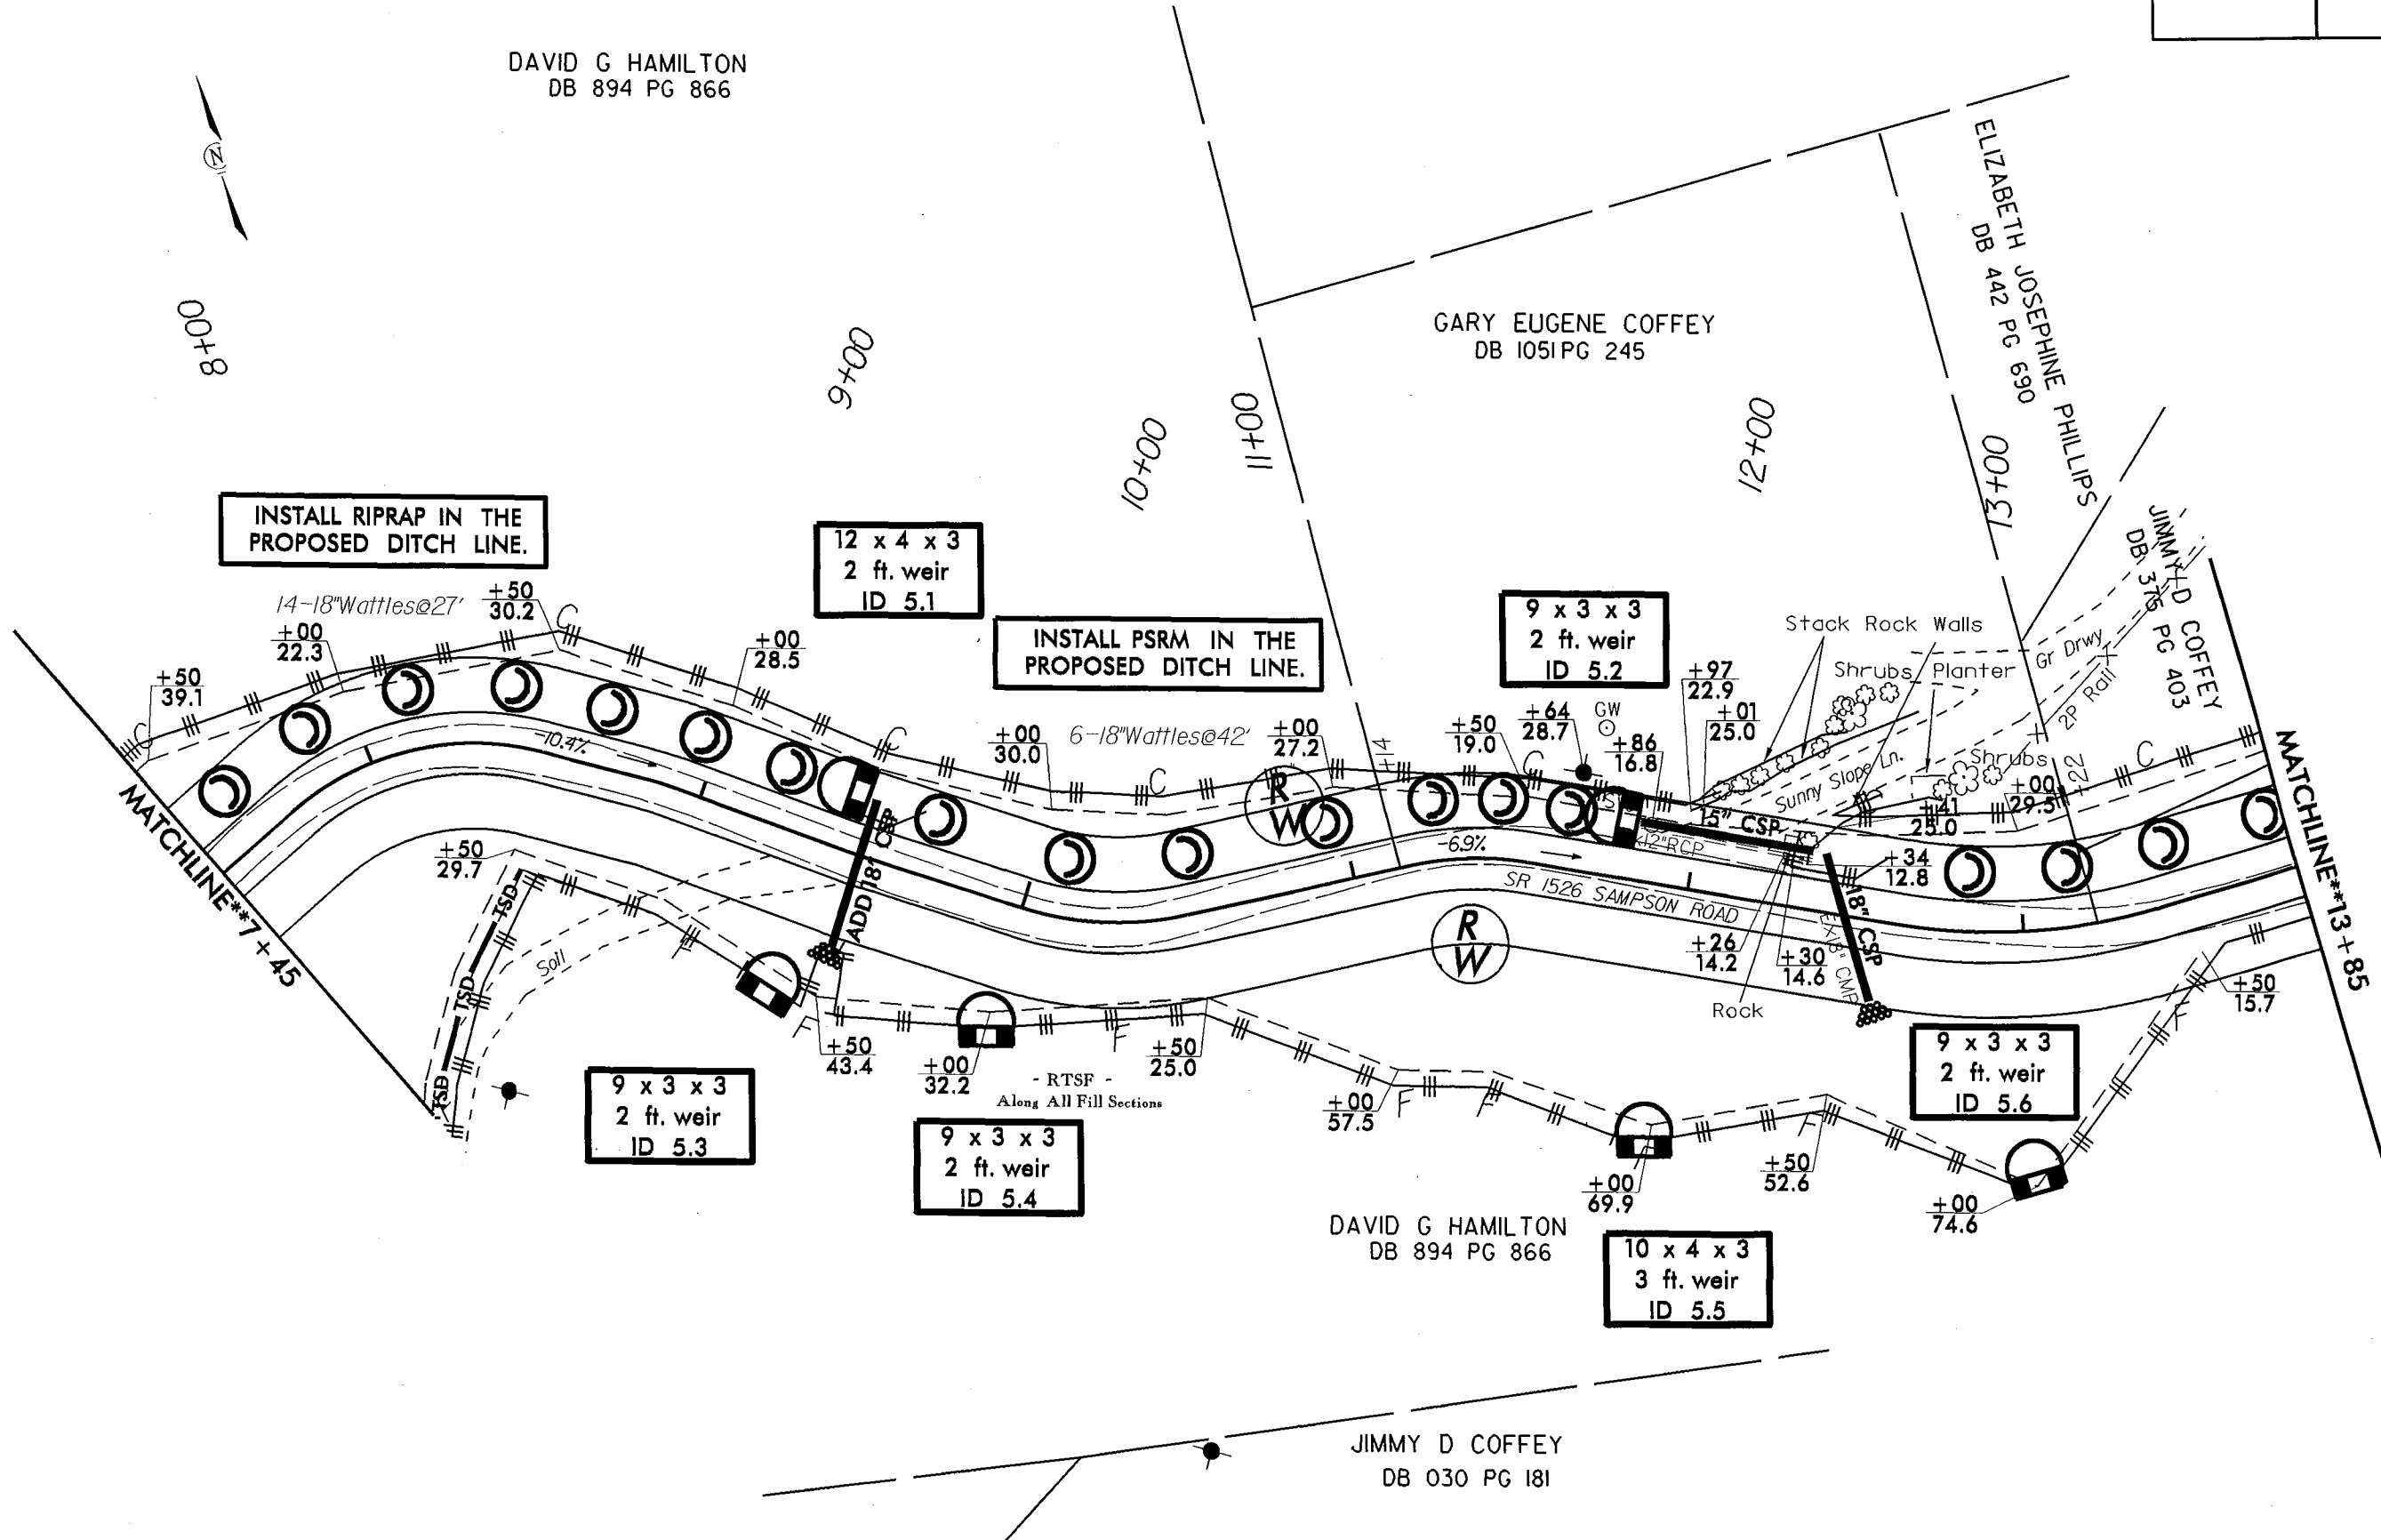 DAVID G HAMILTON
DB 894 PG 866
N
8+00
9+00
10+00
11+00
12+00
13+00
GARY EUGENE COFFEY
DB 1051 PG 245
ELIZABETH JOSEPHINE PHILLIPS
DB 442 PG 690
JIMMY D COFFEY
DB 376 PG 403
INSTALL RIPRAP IN THE
PROPOSED DITCH LINE.
14-18"Wattles@27'
12 x 4 x 3
2 ft. weir
ID 5.1
INSTALL PSRM IN THE
PROPOSED DITCH LINE.
6-18"Wattles@42'
9 x 3 x 3
2 ft. weir
ID 5.2
Stack Rock Walls
Shrubs
Planter
Gr Drwy
2P Rail
Shrubs
Sunny Slope Ln.
+50
39.1
+00
22.3
+50
30.2
+00
28.5
+00
30.0
+00
27.2
+14
+50
19.0
+64
28.7
GW
+86
16.8
+97
22.9
+01
25.0
+41
25.0
+00
29.5
+22
C
C
C
C
C
C
-10.4%
-6.9%
R
W
R
W
15" CSP
12"RCP
SR 1526 SAMPSON ROAD
+34
12.8
+26
14.2
+30
14.6
Rock
18" CSP
EX 18" CMP
ADD 18" CSP
MATCHLINE**7+45
MATCHLINE**13+85
+50
29.7
TSD
TSD
TSD
Soil
F
F
F
F
F
F
F
+50
43.4
+00
32.2
- RTSF -
Along All Fill Sections
+50
25.0
+00
57.5
+00
69.9
+50
52.6
+00
74.6
+50
15.7
9 x 3 x 3
2 ft. weir
ID 5.3
9 x 3 x 3
2 ft. weir
ID 5.4
10 x 4 x 3
3 ft. weir
ID 5.5
9 x 3 x 3
2 ft. weir
ID 5.6
DAVID G HAMILTON
DB 894 PG 866
JIMMY D COFFEY
DB 030 PG 181